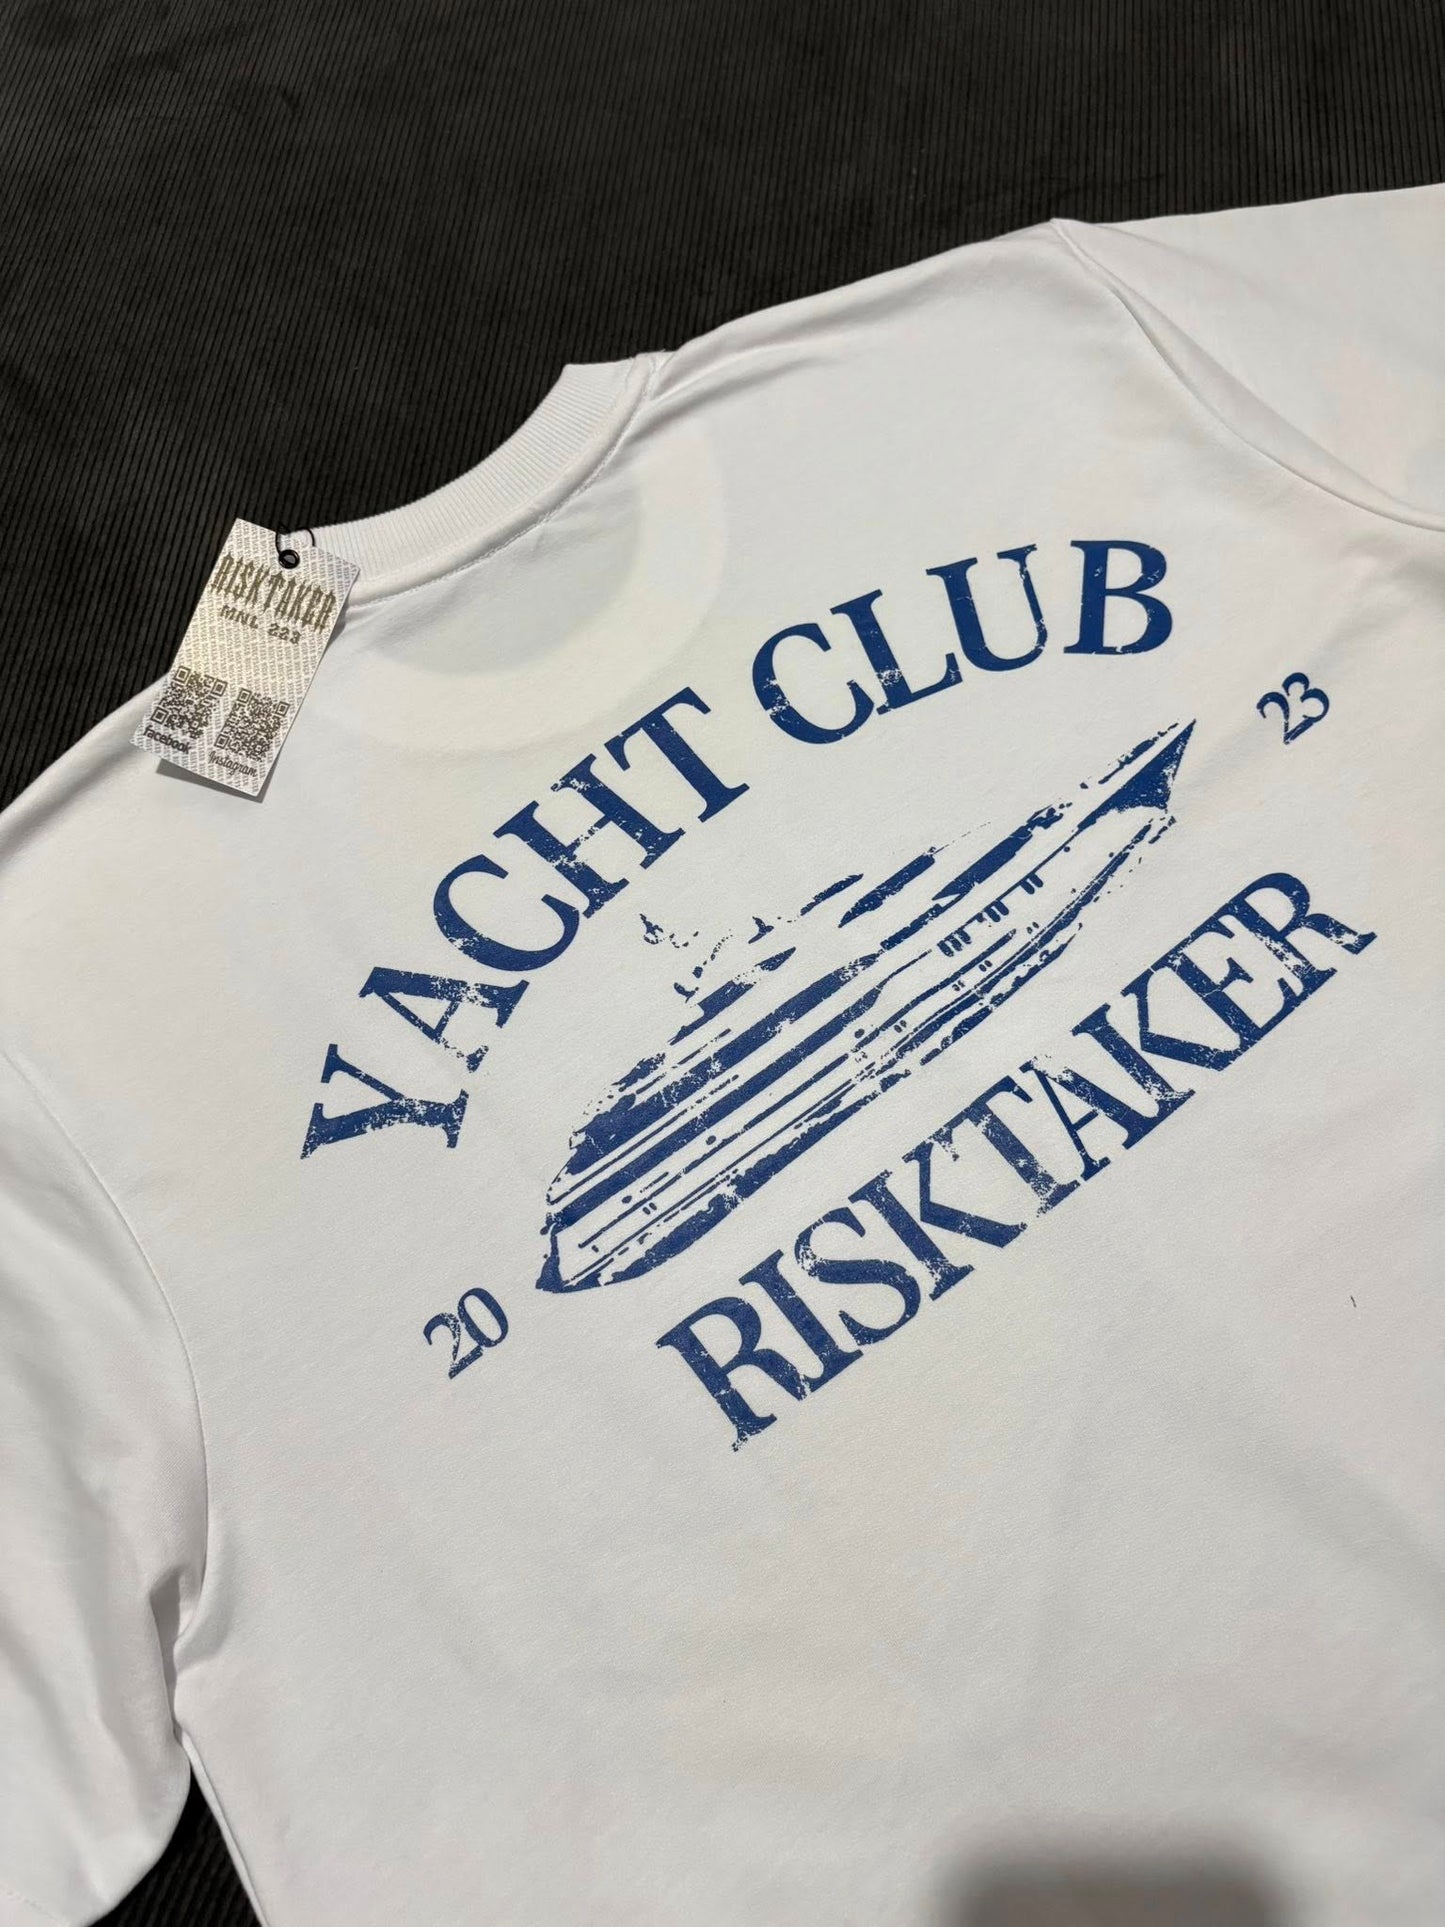 RISKTAKER
MNL 223
facebook
Instagram
YACHT CLUB
20
23
RISKTAKER